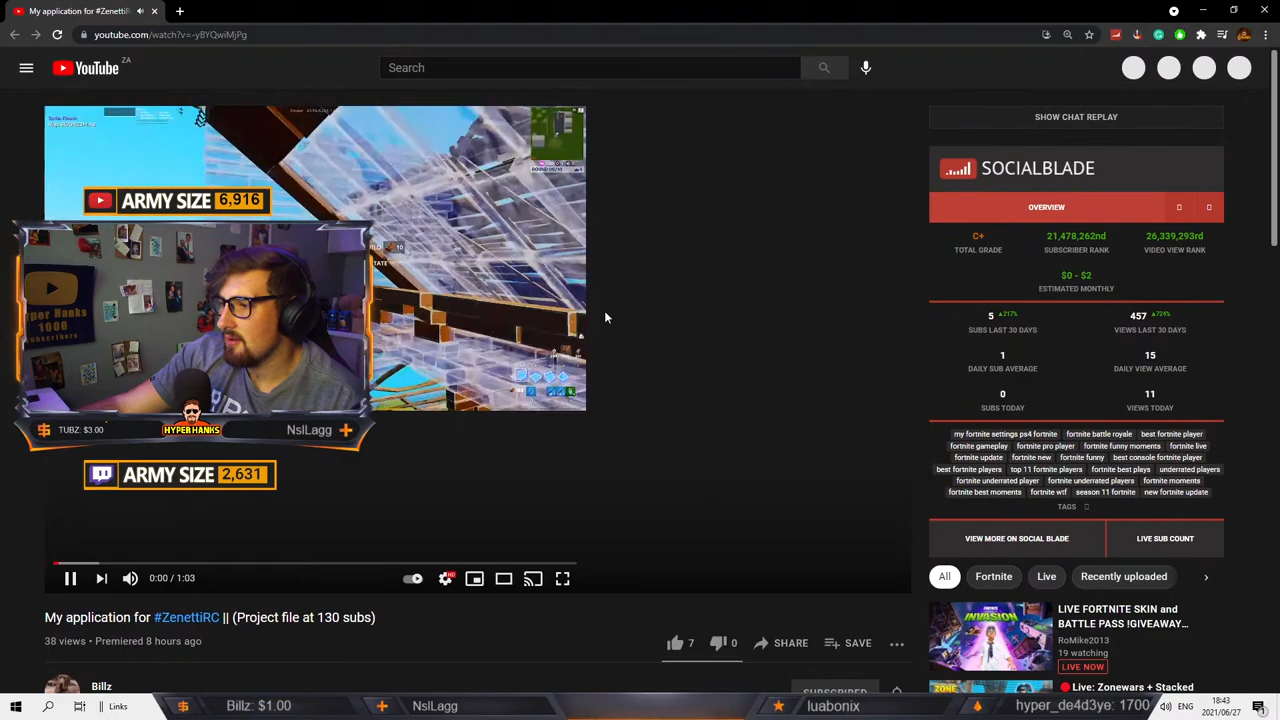 My application for #ZenettiR
youtube.com/watch?v=-yBYQwiMjPg
YouTube
ZA
Search
SHOW CHAT REPLAY
SOCIALBLADE
OVERVIEW
C+
TOTAL GRADE
21,478,262nd
SUBSCRIBER RANK
26,339,293rd
VIDEO VIEW RANK
$0 - $2
ESTIMATED MONTHLY
5 ▲217%
SUBS LAST 30 DAYS
457 ▲724%
VIEWS LAST 30 DAYS
1
DAILY SUB AVERAGE
15
DAILY VIEW AVERAGE
0
SUBS TODAY
11
VIEWS TODAY
my fortnite settings ps4 fortnite fortnite battle royale best fortnite player
fortnite gameplay fortnite pro player fortnite funny moments fortnite live
fortnite update fortnite new fortnite funny best console fortnite player
best fortnite players top 11 fortnite players fortnite best plays underrated players
fortnite underrated player fortnite underrated players fortnite moments
fortnite best moments fortnite wtf season 11 fortnite new fortnite update
TAGS
VIEW MORE ON SOCIAL BLADE
LIVE SUB COUNT
All
Fortnite
Live
Recently uploaded
LIVE FORTNITE SKIN and
BATTLE PASS !GIVEAWAY…
RoMike2013
19 watching
LIVE NOW
Live: Zonewars + Stacked
ARMY SIZE 6,916
Hyper Hanks
1000
Subscribers
TUBZ: $3.00
HYPER HANKS
NslLagg
ARMY SIZE 2,631
0:00 / 1:03
HD
My application for #ZenettiRC || (Project file at 130 subs)
38 views • Premiered 8 hours ago
7
0
SHARE
SAVE
Billz
SUBSCRIBED
Links
Billz: $1.00
NslLagg
luabonix
hyper_de4d3ye: 1700
ENG
18:43
2021/06/27